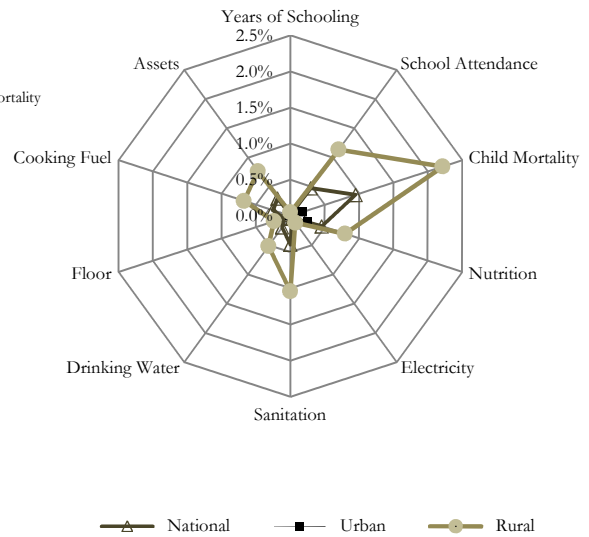 Years of Schooling
2.5%
Assets
School Attendance
2.0%
ortality
1.5%
Cooking Fuel
1.0%
Child Mortality
0.5%
0.0%
Floor
Nutrition
Drinking Water
Electricity
Sanitation
National
Urban
Rural